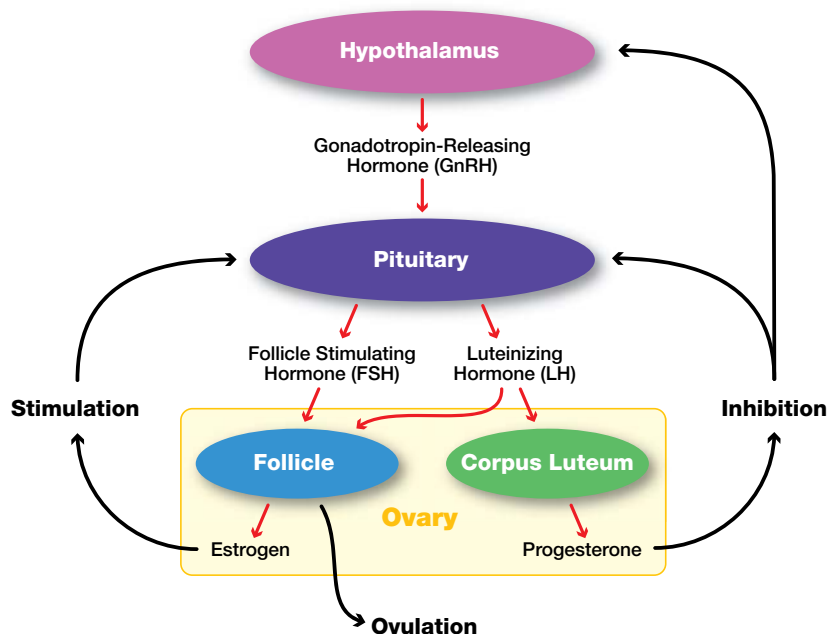 Hypothalamus
Gonadotropin-Releasing
Hormone (GnRH)
Pituitary
Follicle Stimulating
Hormone (FSH)
Luteinizing
Hormone (LH)
Stimulation
Inhibition
Follicle
Corpus Luteum
Ovary
Estrogen
Progesterone
Ovulation